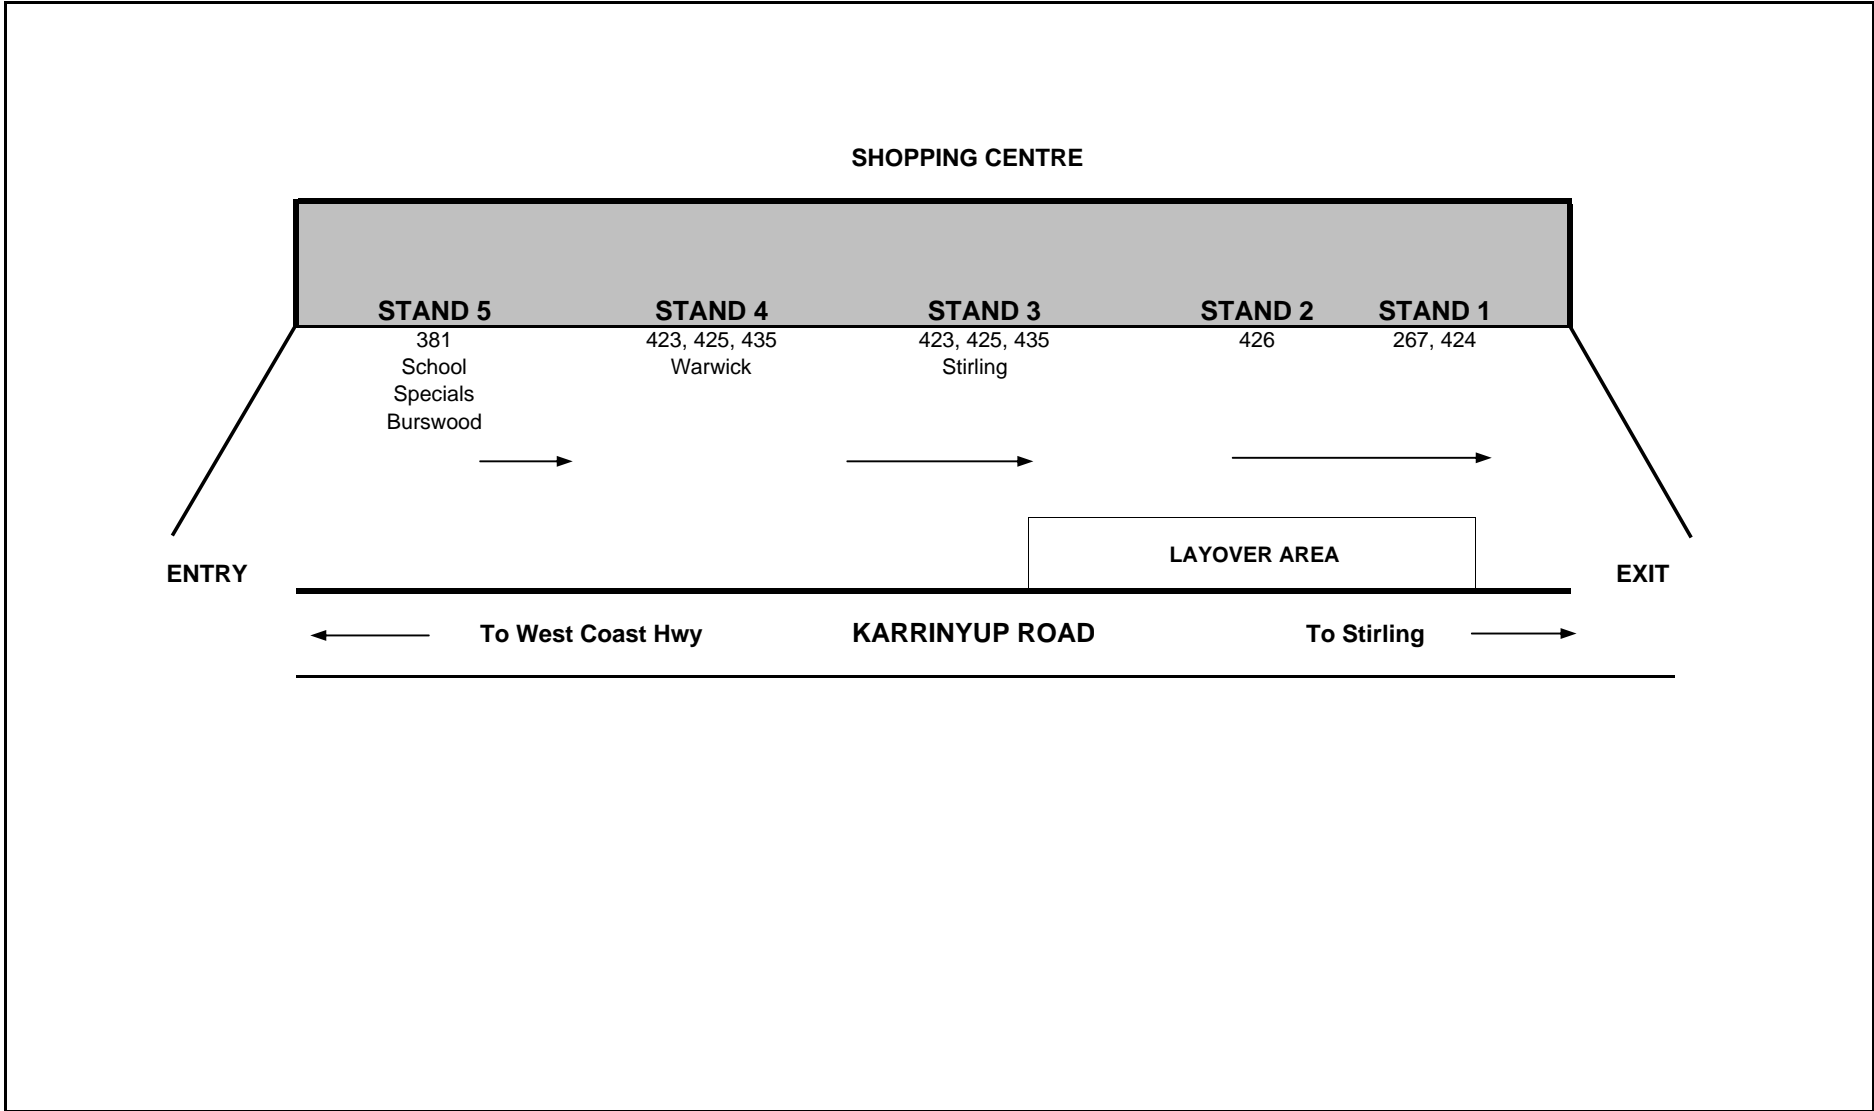 SHOPPING CENTRE
STAND 5
STAND 4
STAND 3
STAND 2
STAND 1
381
School
Specials
Burswood
423, 425, 435
Warwick
423, 425, 435
Stirling
426
267, 424
LAYOVER AREA
ENTRY
EXIT
To West Coast Hwy
KARRINYUP ROAD
To Stirling